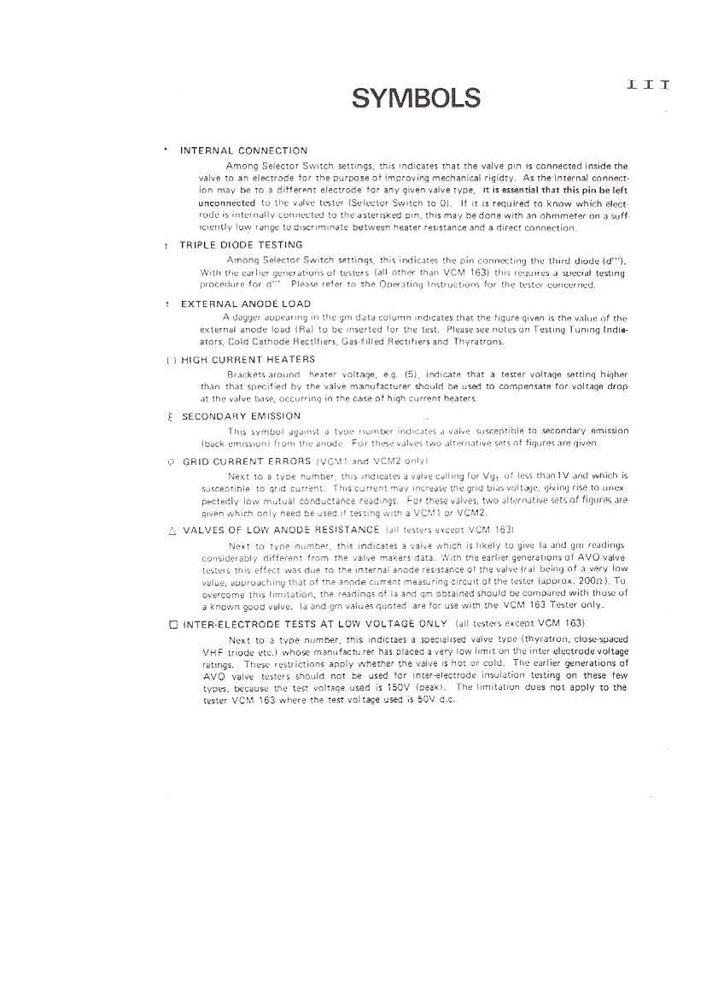 I I I
SYMBOLS
* INTERNAL CONNECTION
Among Selector Switch settings, this indicates that the valve pin is connected inside the
valve to an electrode for the purpose of improving mechanical rigidty. As the internal connect-
ion may be to a different electrode for any given valve type, it is essential that this pin be left
unconnected to the valve tester (Selector Switch to 0). If it is required to know which elect-
rode is internally connected to the asterisked pin, this may be done with an ohmmeter on a suff-
iciently low range to discriminate between heater resistance and a direct connection.
† TRIPLE DIODE TESTING
Among Selector Switch settings, this indicates the pin connecting the third diode (d''').
With the earlier generations of testers (all other than VCM 163) this requires a special testing
procedure for d''' Please refer to the Operating Instructions for the tester concerned.
† EXTERNAL ANODE LOAD
A dagger appearing in the gm data column indicates that the figure given is the value of the
external anode load (Ra) to be inserted for the test. Please see notes on Testing Tuning Indie-
ators, Cold Cathode Rectifiers, Gas-filled Rectifiers and Thyratrons.
( ) HIGH CURRENT HEATERS
Brackets around heater voltage, e.g. (5), indicate that a tester voltage setting higher
than that specified by the valve manufacturer should be used to compensate for voltage drop
at the valve base, occurring in the case of high current heaters.
ξ SECONDARY EMISSION
This symbol against a type number indicates a valve susceptible to secondary emission
(back emission) from the anode. For these valves two alternative sets of figures are given.
GRID CURRENT ERRORS (VCM1 and VCM2 only)
Next to a type number, this indicates a valve calling for Vg1 of less than 1V and which is
susceptible to grid current. This current may increase the grid bias voltage, giving rise to unex-
pectedly low mutual conductance readings. For these valves, two alternative sets of figures are
given which only need be used if testing with a VCM1 or VCM2.
△ VALVES OF LOW ANODE RESISTANCE (all testers except VCM 163)
Next to type number, this indicates a valve which is likely to give Ia and gm readings
considerably different from the valve makers data. With the earlier generations of AVO valve
testers this effect was due to the internal anode resistance of the valve (ra) being of a very low
value, approaching that of the anode current measuring circuit of the tester (approx. 200Ω). To
overcome this limitation, the readings of Ia and gm obtained should be compared with those of
a known good valve. Ia and gm values quoted are for use with the VCM 163 Tester only.
□ INTER-ELECTRODE TESTS AT LOW VOLTAGE ONLY (all testers except VCM 163)
Next to a type number, this indictaes a specialised valve type (thyratron, close-spaced
VHF triode etc.) whose manufacturer has placed a very low limit on the inter-electrode voltage
ratings. These restrictions apply whether the valve is hot or cold. The earlier generations of
AVO valve testers should not be used for inter-electrode insulation testing on these few
types, because the test voltage used is 150V (peak). The limitation does not apply to the
tester VCM 163 where the test voltage used is 50V d.c.